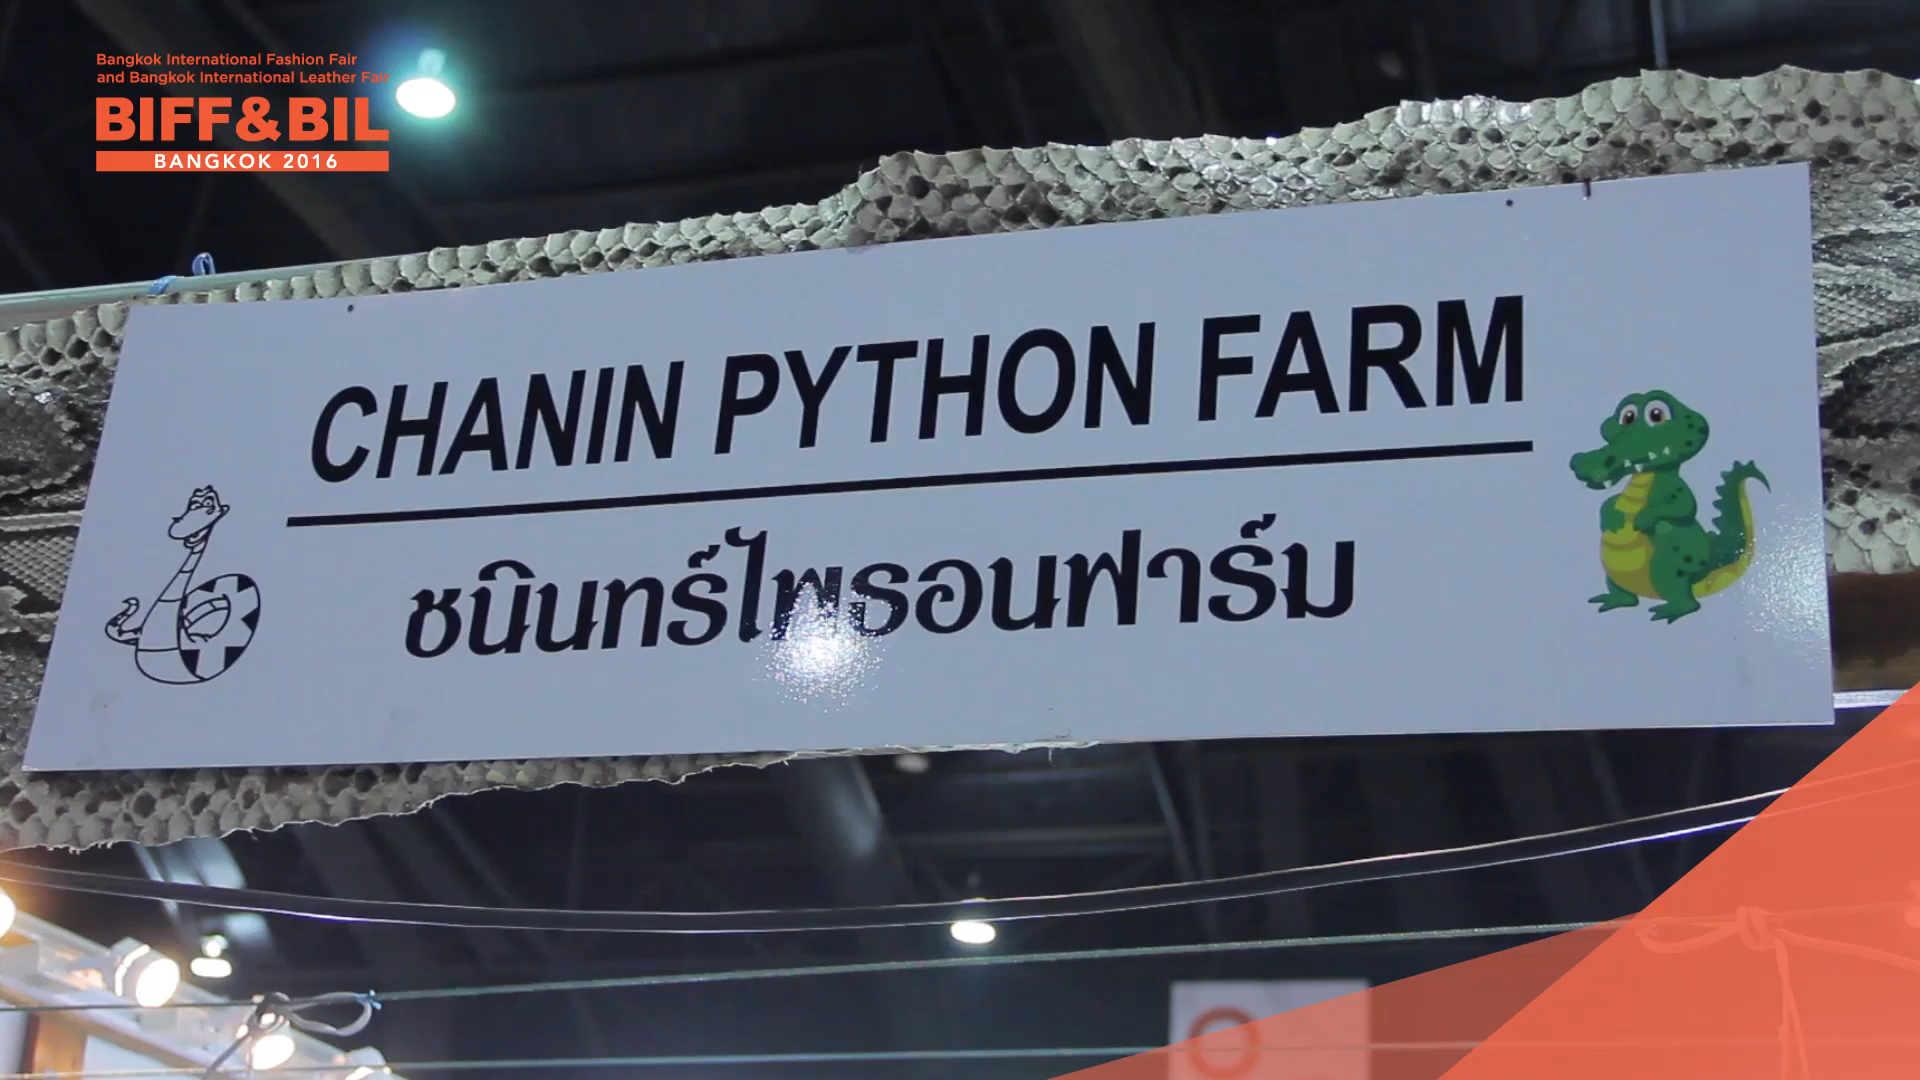 Bangkok International Fashion Fair
and Bangkok International Leather Fair
BIFF&BIL
BANGKOK 2016
CHANIN PYTHON FARM
ชนินทร์ไพธอนฟาร์ม